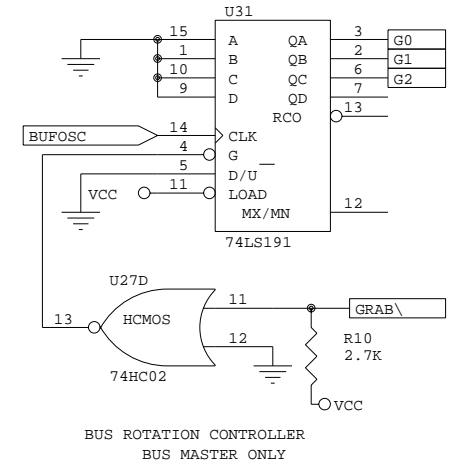 U31
15 A QA 3 G0
1 B QB 2 G1
10 C QC 6 G2
9 D QD 7
RCO 13
BUFOSC 14 CLK
4 G
5 D/U
VCC 11 LOAD
MX/MN 12
74LS191
U27D
13 HCMOS 11 GRAB\
12
R10
2.7K
74HC02
VCC
BUS ROTATION CONTROLLER
BUS MASTER ONLY